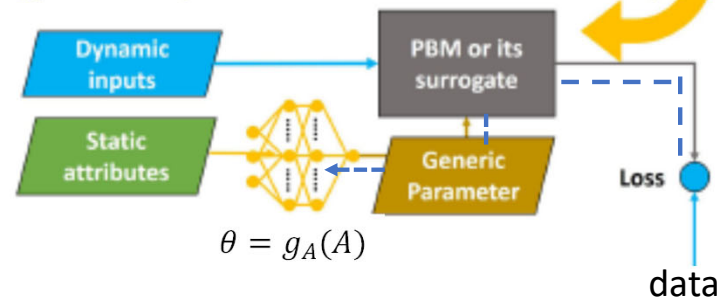 Dynamic
inputs
PBM or its
surrogate
Static
attributes
Generic
Parameter
Loss
θ = g_A(A)
data